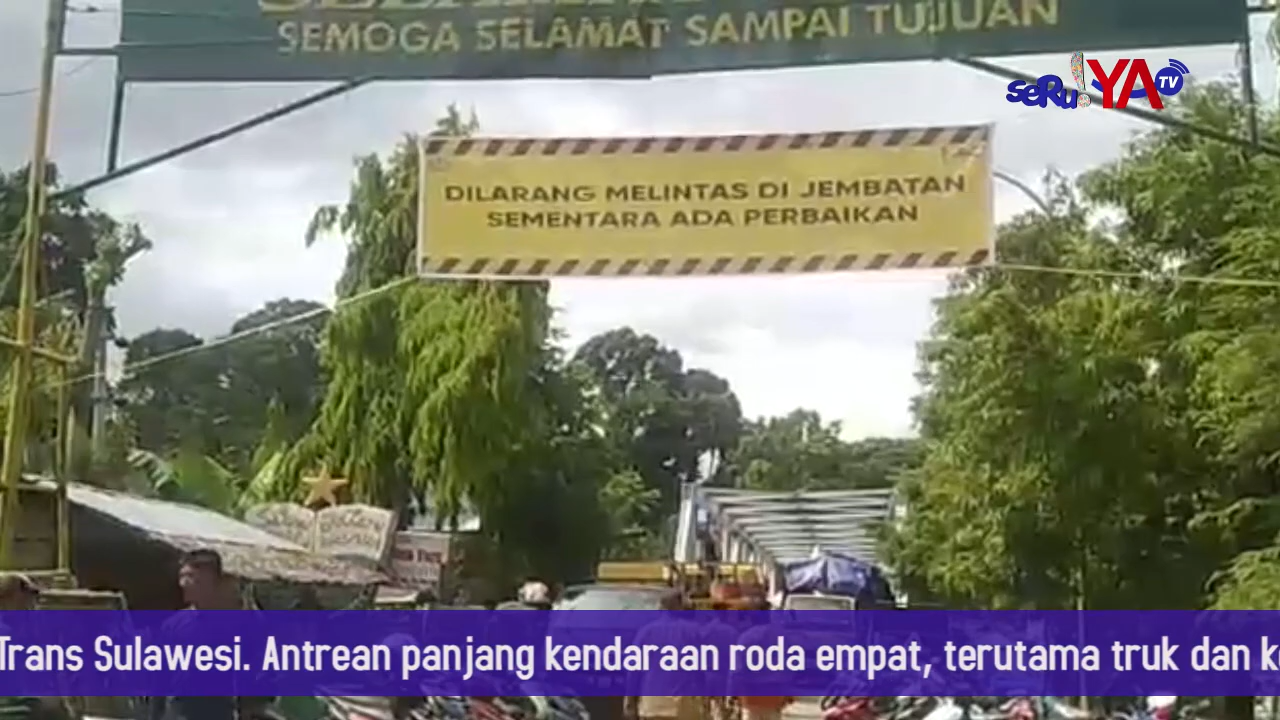 SEMOGA SELAMAT SAMPAI TUJUAN
seRu!YA TV
DILARANG MELINTAS DI JEMBATAN
SEMENTARA ADA PERBAIKAN
Trans Sulawesi. Antrean panjang kendaraan roda empat, terutama truk dan ke